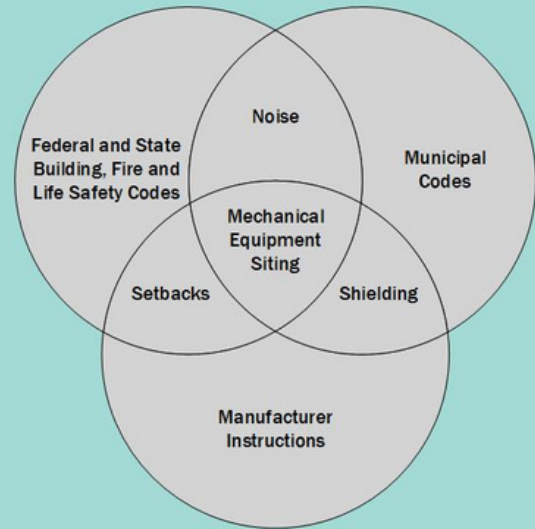 Noise
Federal and State
Building, Fire and
Life Safety Codes
Municipal
Codes
Mechanical
Equipment
Siting
Setbacks
Shielding
Manufacturer
Instructions